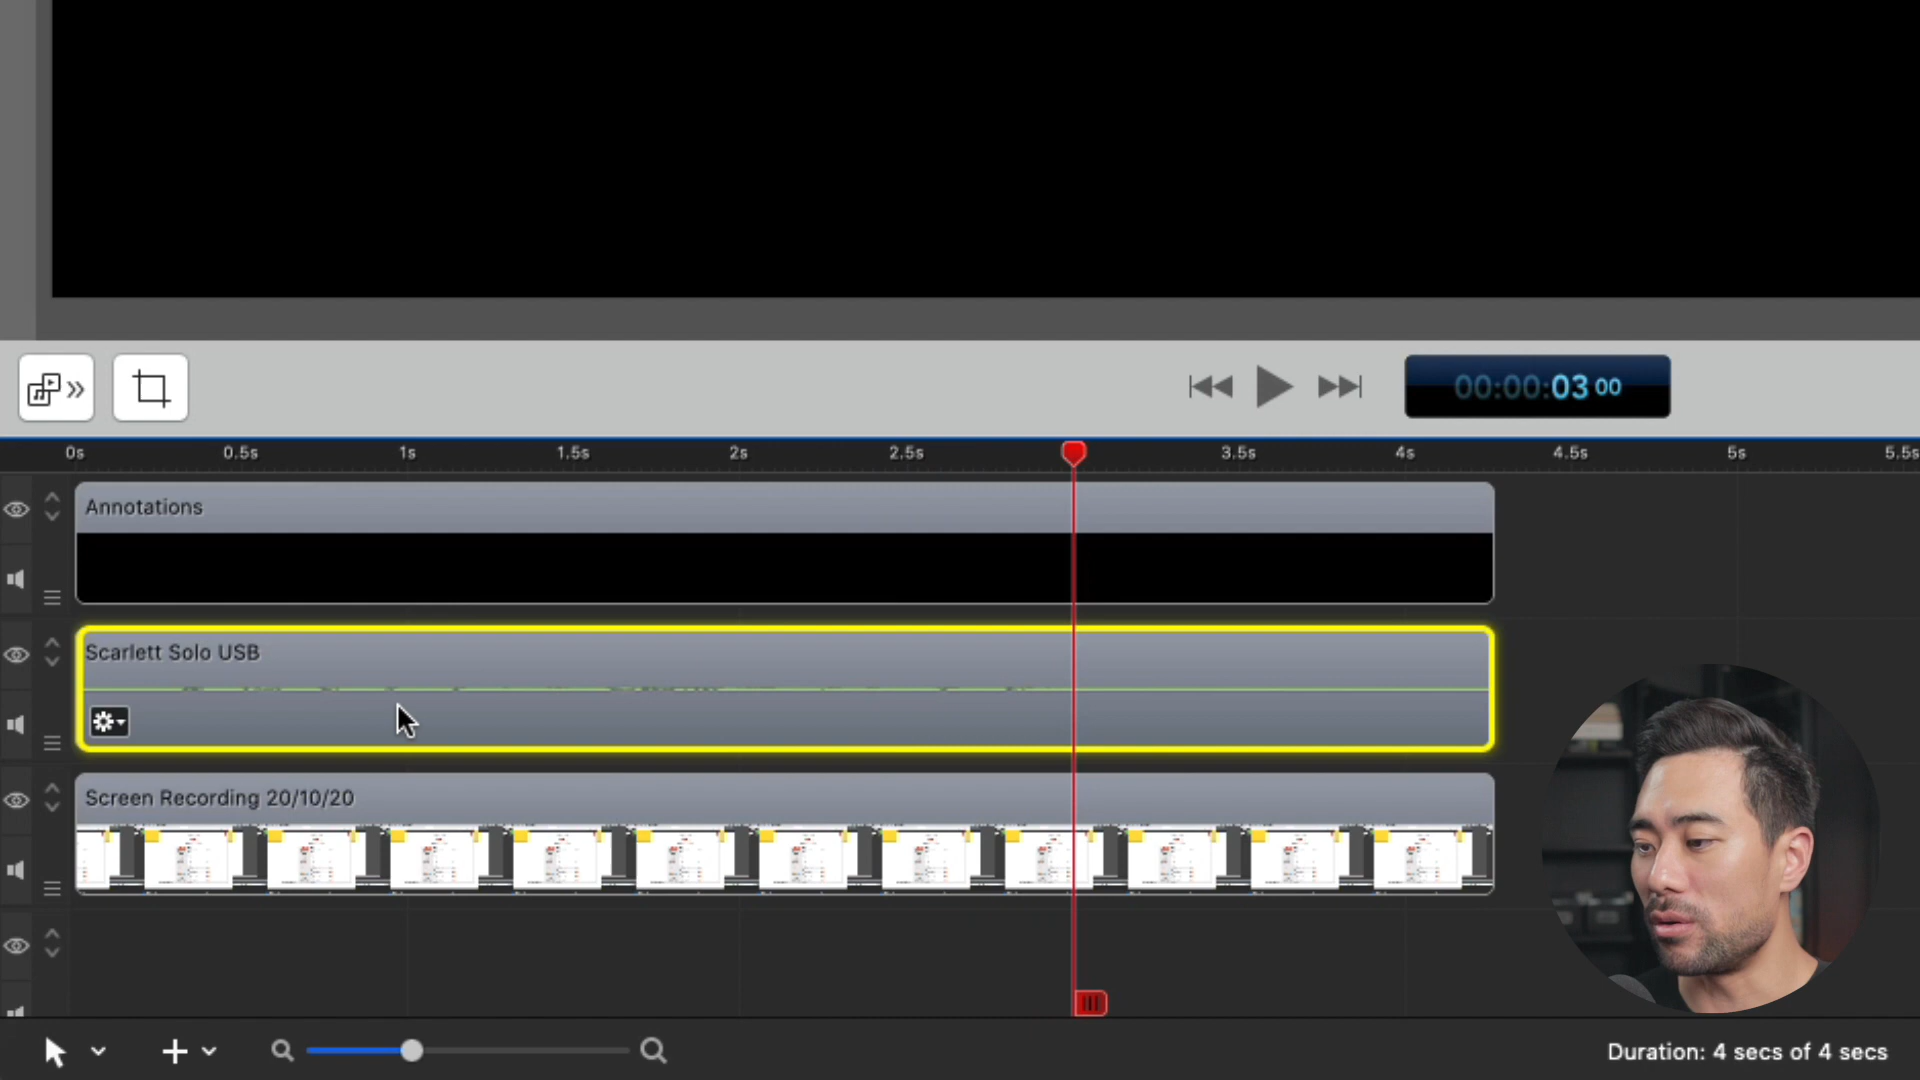 00:00:03 00
0s 0.5s 1s 1.5s 2s 2.5s 3.5s 4s 4.5s 5s 5.5s
Annotations
Scarlett Solo USB
Screen Recording 20/10/20
Duration: 4 secs of 4 secs